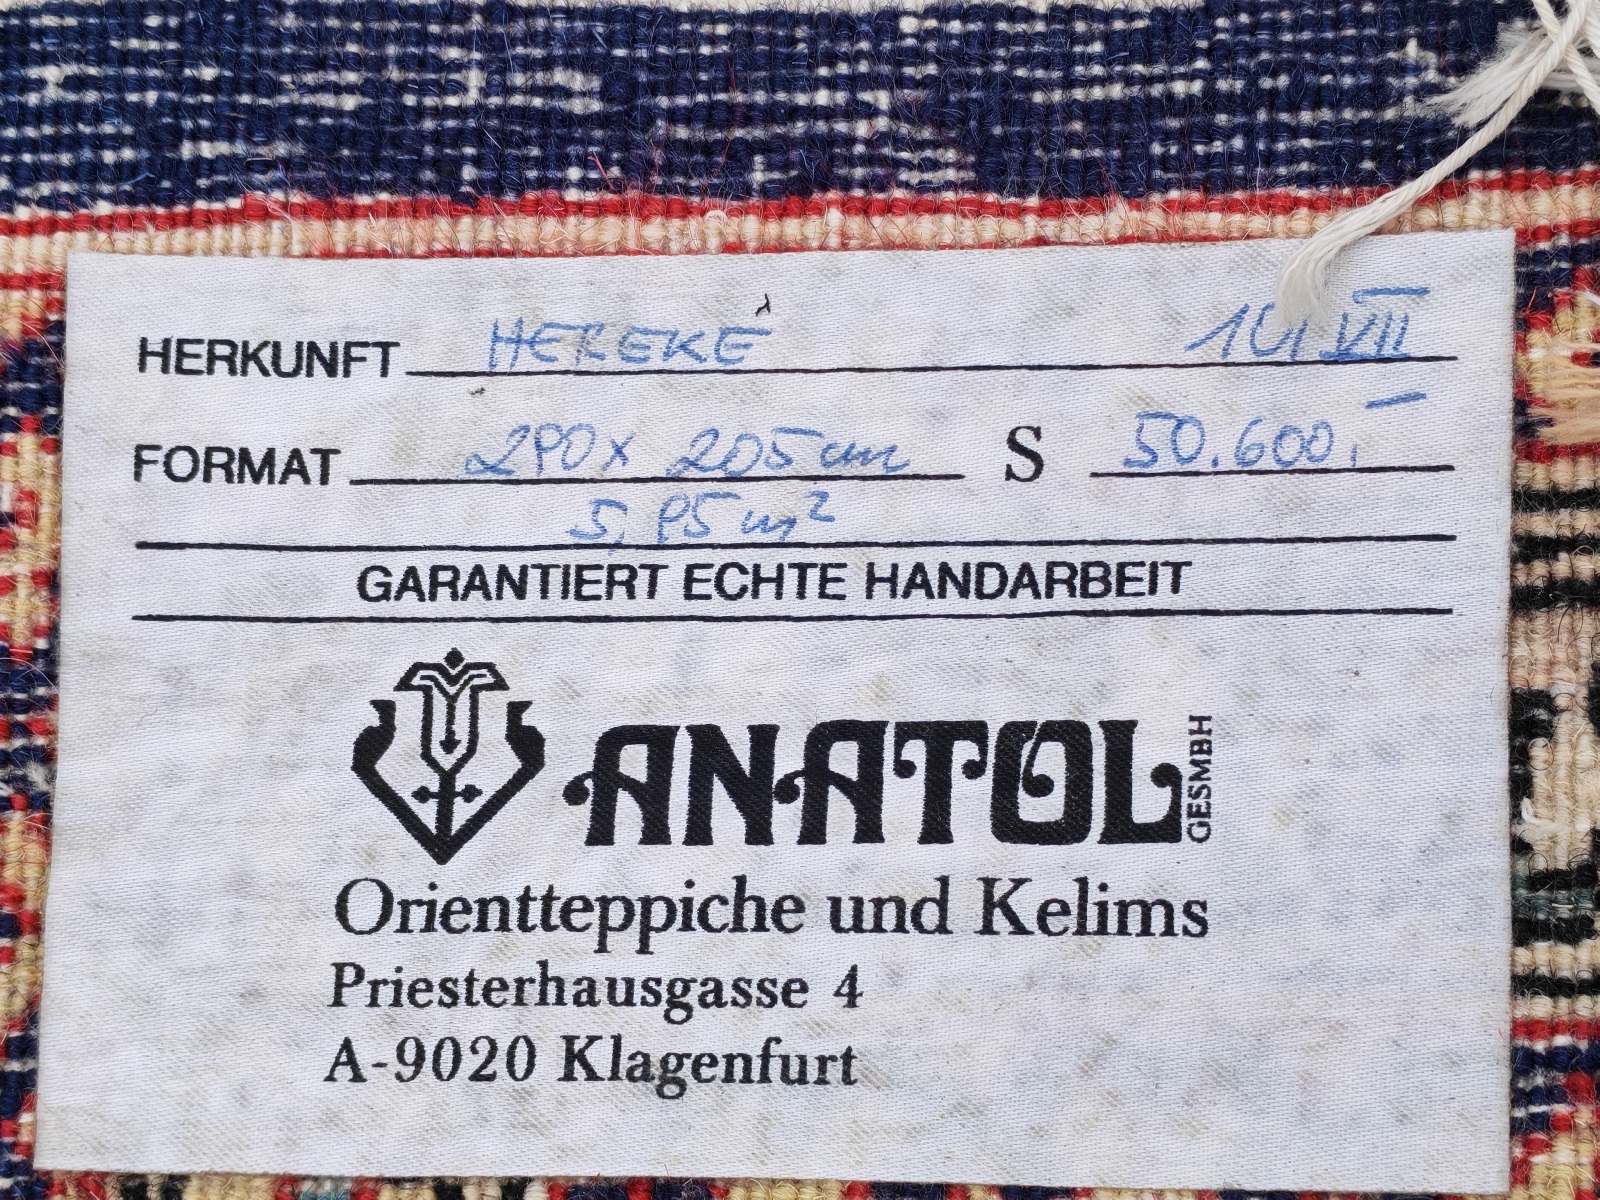 HERKUNFT HEREKE 14 VII
FORMAT 290 x 205 cm S 50.600,–
5,95 m²
GARANTIERT ECHTE HANDARBEIT
ANATOL GESMBH
Orientteppiche und Kelims
Priesterhausgasse 4
A-9020 Klagenfurt